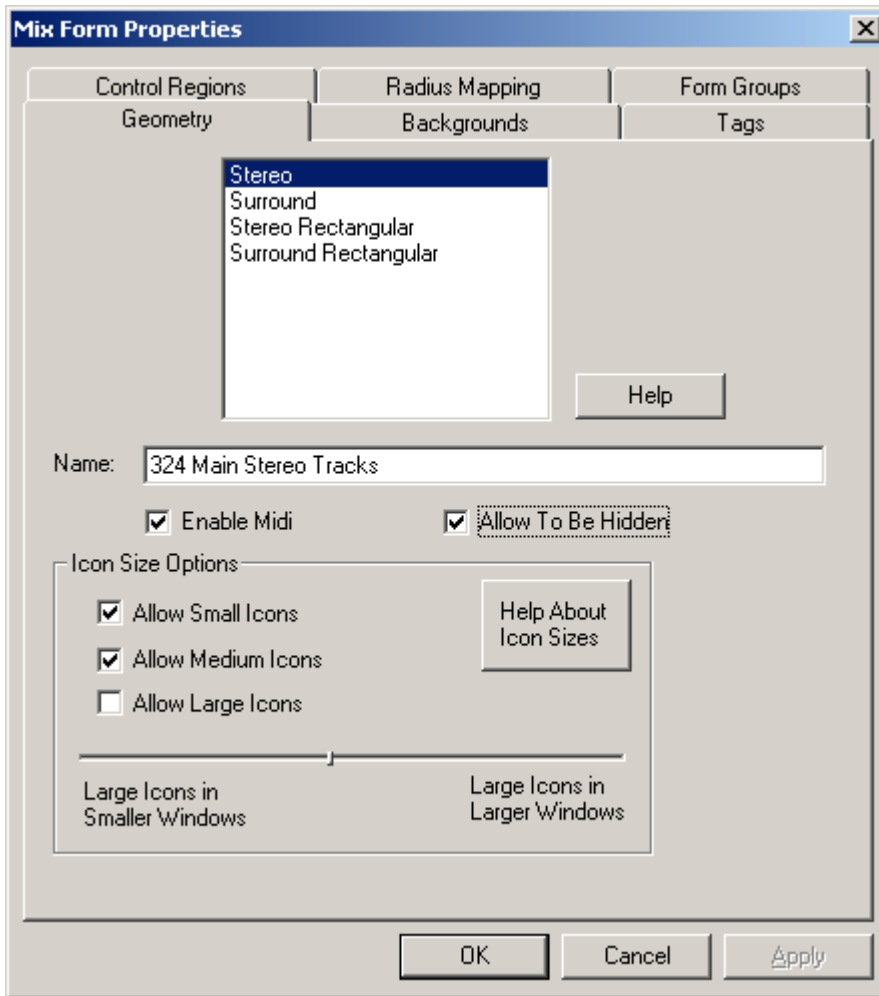 Mix Form Properties
Control Regions
Radius Mapping
Form Groups
Geometry
Backgrounds
Tags
Stereo
Surround
Stereo Rectangular
Surround Rectangular
Help
Name:
324 Main Stereo Tracks
Enable Midi
Allow To Be Hidden
Icon Size Options
Allow Small Icons
Help About
Icon Sizes
Allow Medium Icons
Allow Large Icons
Large Icons in
Smaller Windows
Large Icons in
Larger Windows
OK
Cancel
Apply